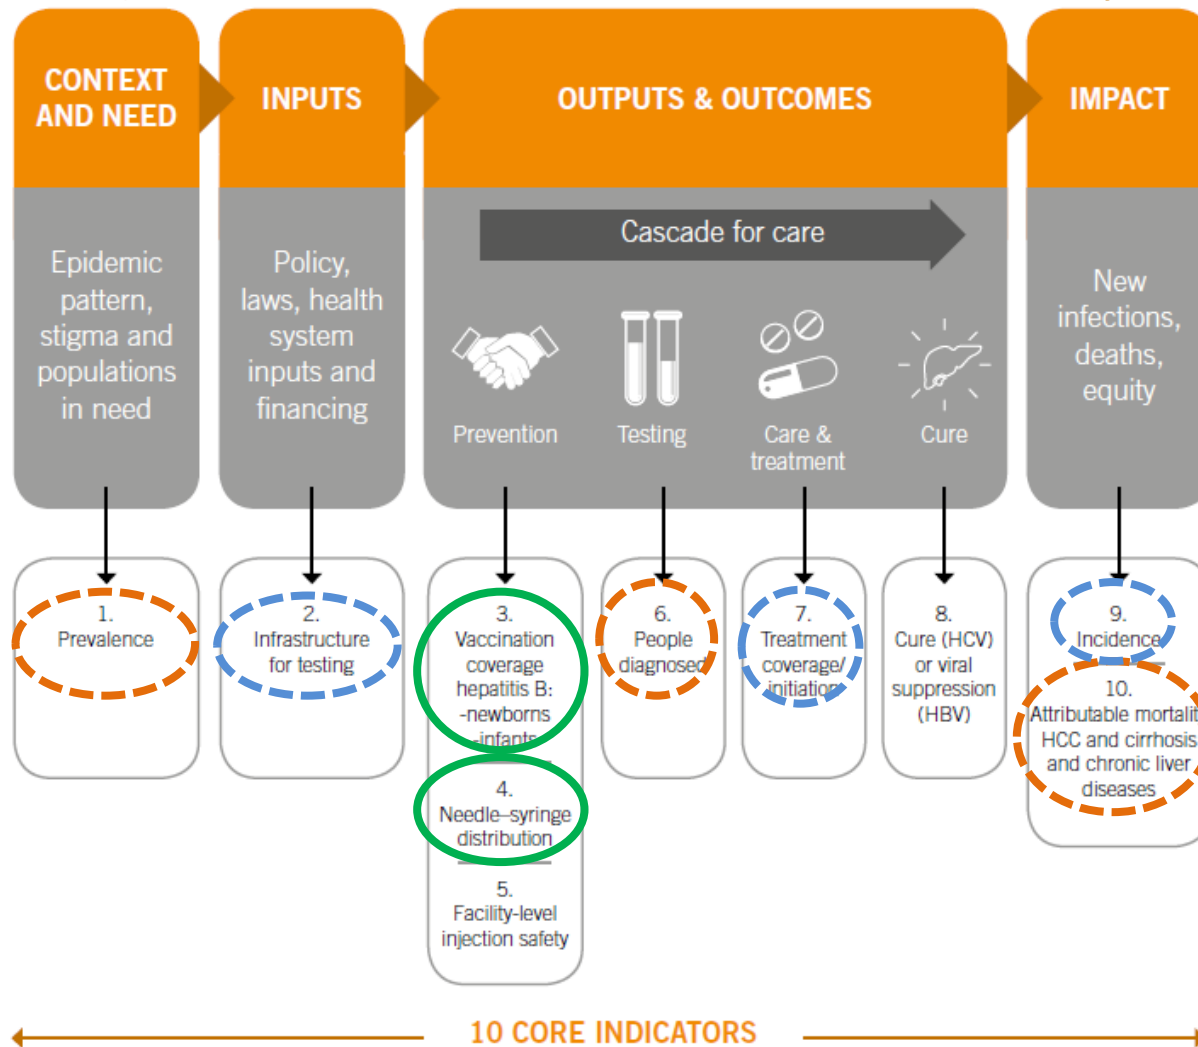 CONTEXT
AND NEED
INPUTS
OUTPUTS & OUTCOMES
IMPACT
Epidemic
pattern,
stigma and
populations
in need
Policy,
laws, health
system
inputs and
financing
Cascade for care
Prevention
Testing
Care &
treatment
Cure
New
infections,
deaths,
equity
1.
Prevalence
2.
Infrastructure
for testing
3.
Vaccination
coverage
hepatitis B:
-newborns
-infants
4.
Needle–syringe
distribution
5.
Facility-level
injection safety
6.
People
diagnosed
7.
Treatment
coverage/
initiation
8.
Cure (HCV)
or viral
suppression
(HBV)
9.
Incidence
10.
Attributable mortalit
HCC and cirrhosis
and chronic liver
diseases
10 CORE INDICATORS